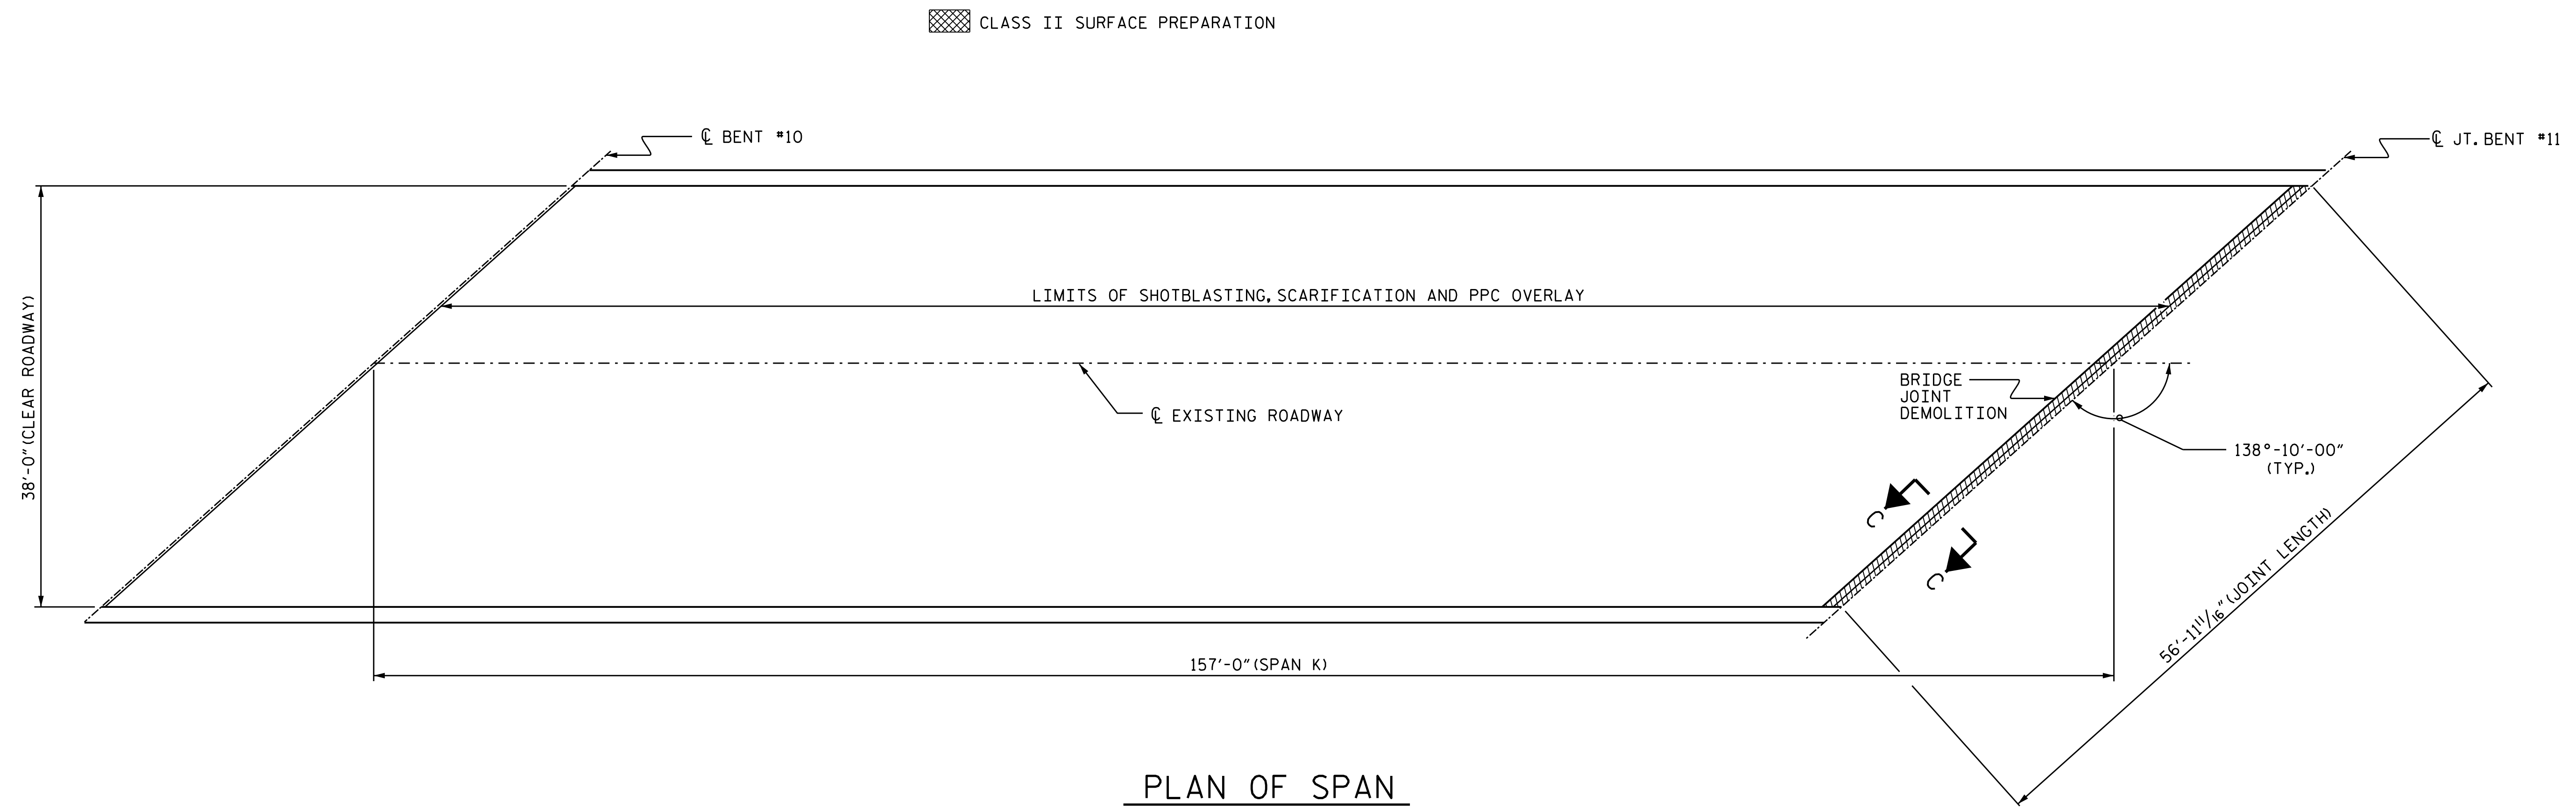 CLASS II SURFACE PREPARATION
℄ BENT #10
℄ JT. BENT #11
38'-0" (CLEAR ROADWAY)
LIMITS OF SHOTBLASTING, SCARIFICATION AND PPC OVERLAY
BRIDGE
JOINT
DEMOLITION
℄ EXISTING ROADWAY
138°-10'-00"
(TYP.)
C
C
56'-11 11/16" (JOINT LENGTH)
157'-0" (SPAN K)
PLAN OF SPAN